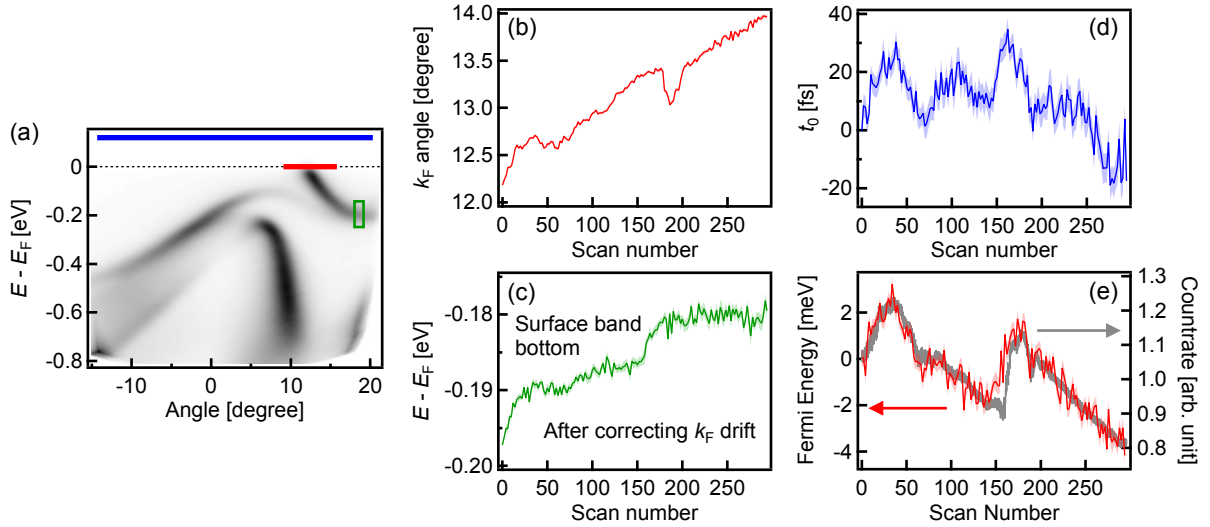 (a)
E - E_F [eV]
0
-0.2
-0.4
-0.6
-0.8
-10
0
10
20
Angle [degree]
(b)
k_F angle [degree]
14.0
13.5
13.0
12.5
12.0
0
50
100
150
200
250
Scan number
(c)
E - E_F [eV]
-0.18
-0.19
-0.20
Surface band
bottom
After correcting k_F drift
0
50
100
150
200
250
Scan number
(d)
t_0 [fs]
40
20
0
-20
0
50
100
150
200
250
Scan number
(e)
Fermi Energy [meV]
2
0
-2
-4
1.3
1.2
1.1
1.0
0.9
0.8
Countrate [arb. unit]
0
50
100
150
200
250
Scan Number